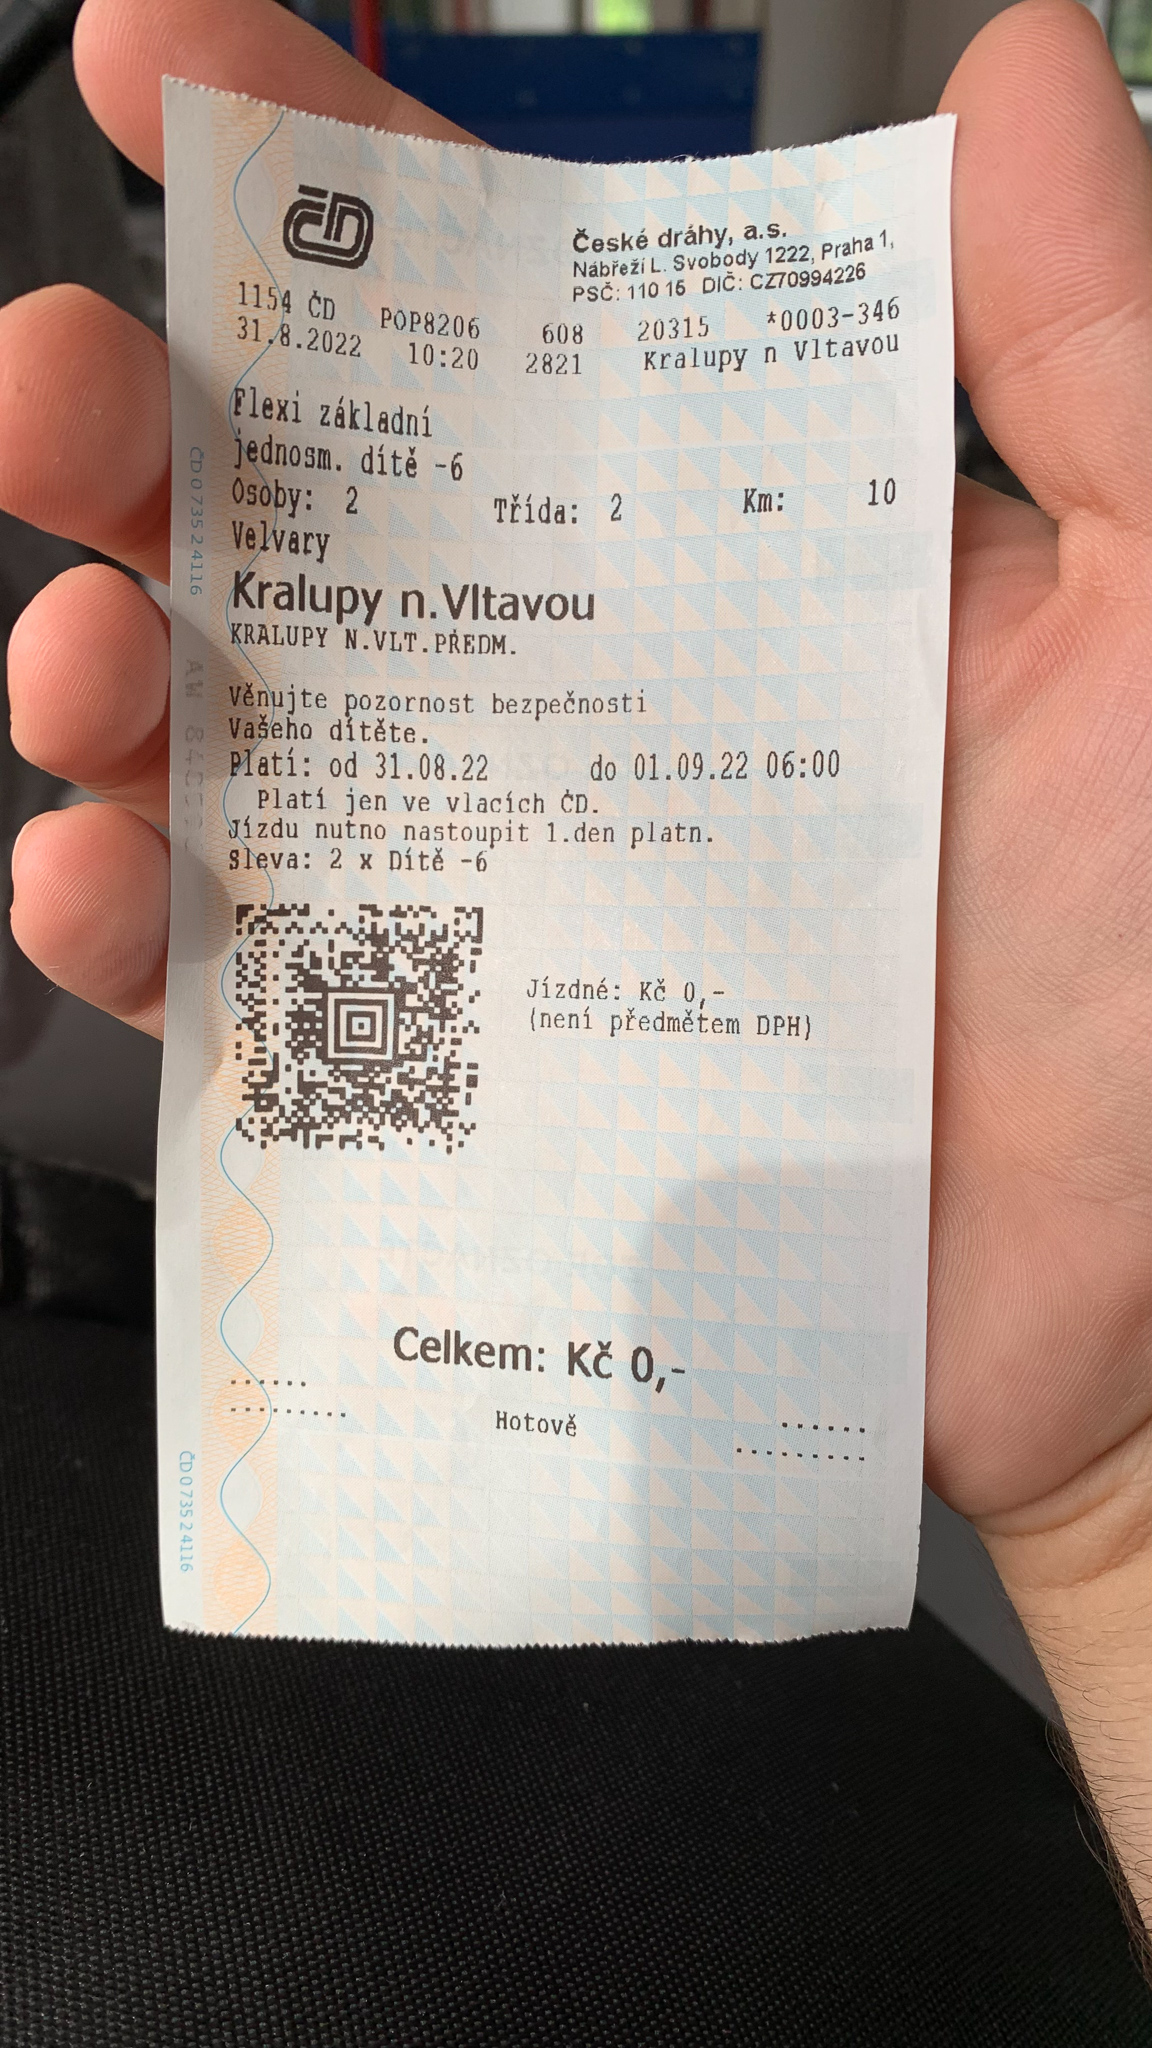 ČD
České dráhy, a.s.
Nábřeží L. Svobody 1222, Praha 1,
PSČ: 110 15 DIČ: CZ70994226
1154 ČD POP8206 608 20315 *0003-346
31.8.2022 10:20 2821 Kralupy n Vltavou
Flexi základní
jednosm. dítě -6
Osoby: 2 Třída: 2 Km: 10
Velvary
Kralupy n.Vltavou
KRALUPY N.VLT.PŘEDM.
Věnujte pozornost bezpečnosti
Vašeho dítěte.
Platí: od 31.08.22 do 01.09.22 06:00
Platí jen ve vlacích ČD.
Jízdu nutno nastoupit 1.den platn.
Sleva: 2 x Dítě -6
Jízdné: Kč 0,-
(není předmětem DPH)
Celkem: Kč 0,-
Hotově
ČD073524116
ČD073524116